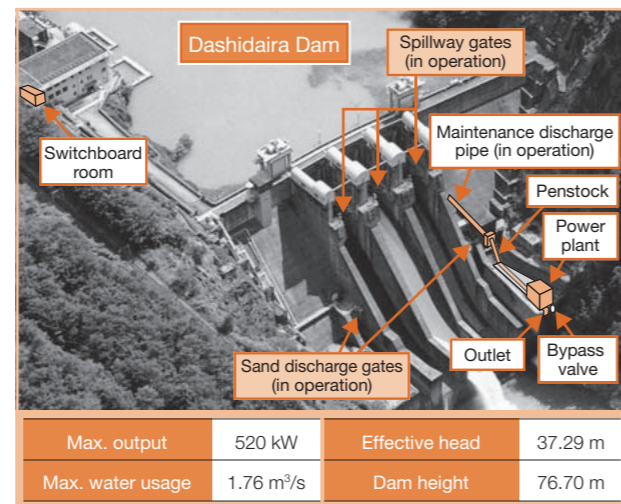 Dashidaira Dam
Spillway gates
(in operation)
Maintenance discharge
pipe (in operation)
Switchboard
room
Penstock
Power
plant
Sand discharge gates
(in operation)
Outlet
Bypass
valve
Max. output 520 kW Effective head 37.29 m
Max. water usage 1.76 m³/s Dam height 76.70 m